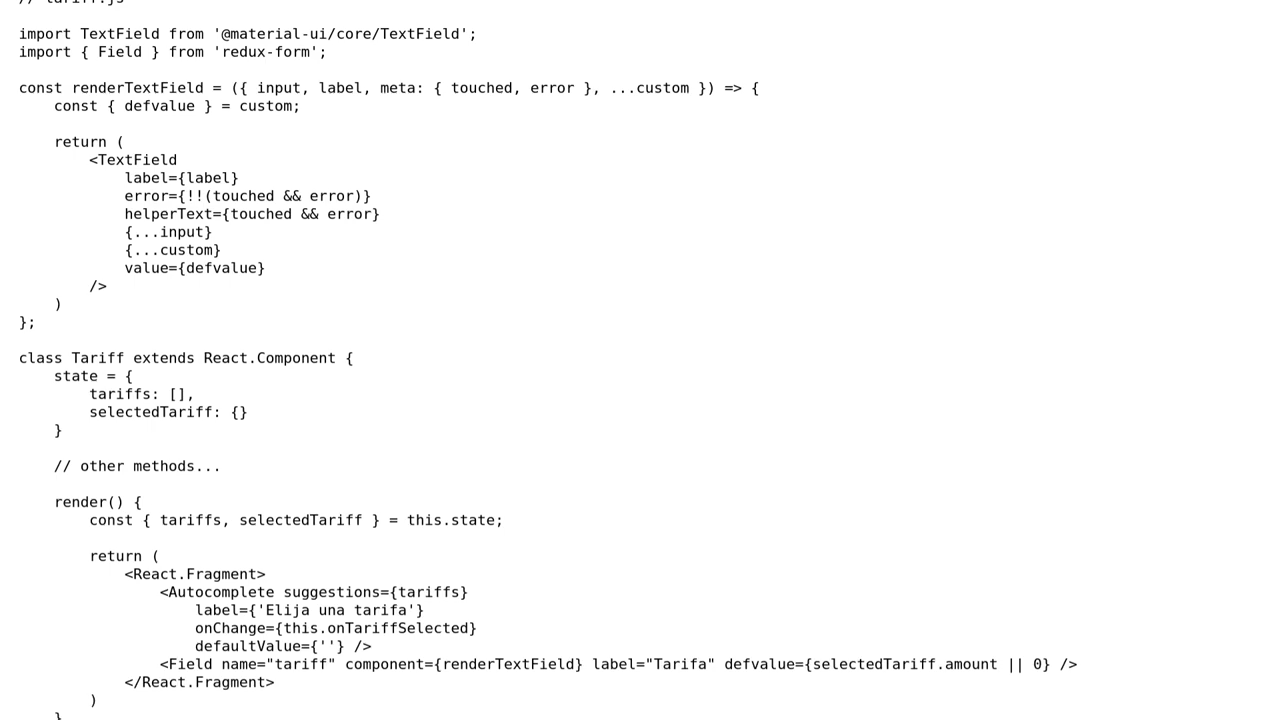 // tariff.js
import TextField from '@material-ui/core/TextField';
import { Field } from 'redux-form';
const renderTextField = ({ input, label, meta: { touched, error }, ...custom }) => {
    const { defvalue } = custom;
    return (
        <TextField
            label={label}
            error={!!(touched && error)}
            helperText={touched && error}
            {...input}
            {...custom}
            value={defvalue}
        />
    )
};
class Tariff extends React.Component {
    state = {
        tariffs: [],
        selectedTariff: {}
    }
    // other methods...
    render() {
        const { tariffs, selectedTariff } = this.state;
        return (
            <React.Fragment>
                <Autocomplete suggestions={tariffs}
                    label={'Elija una tarifa'}
                    onChange={this.onTariffSelected}
                    defaultValue={''} />
                <Field name="tariff" component={renderTextField} label="Tarifa" defvalue={selectedTariff.amount || 0} />
            </React.Fragment>
        )
    }